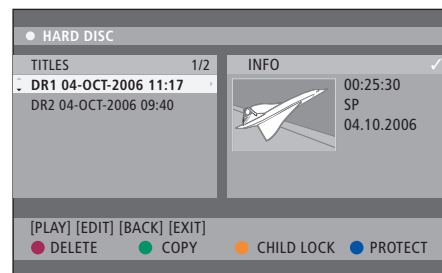 HARD DISC
TITLES 1/2
DR1 04-OCT-2006 11:17
DR2 04-OCT-2006 09:40
INFO
00:25:30
SP
04.10.2006
[PLAY] [EDIT] [BACK] [EXIT]
DELETE COPY CHILD LOCK PROTECT